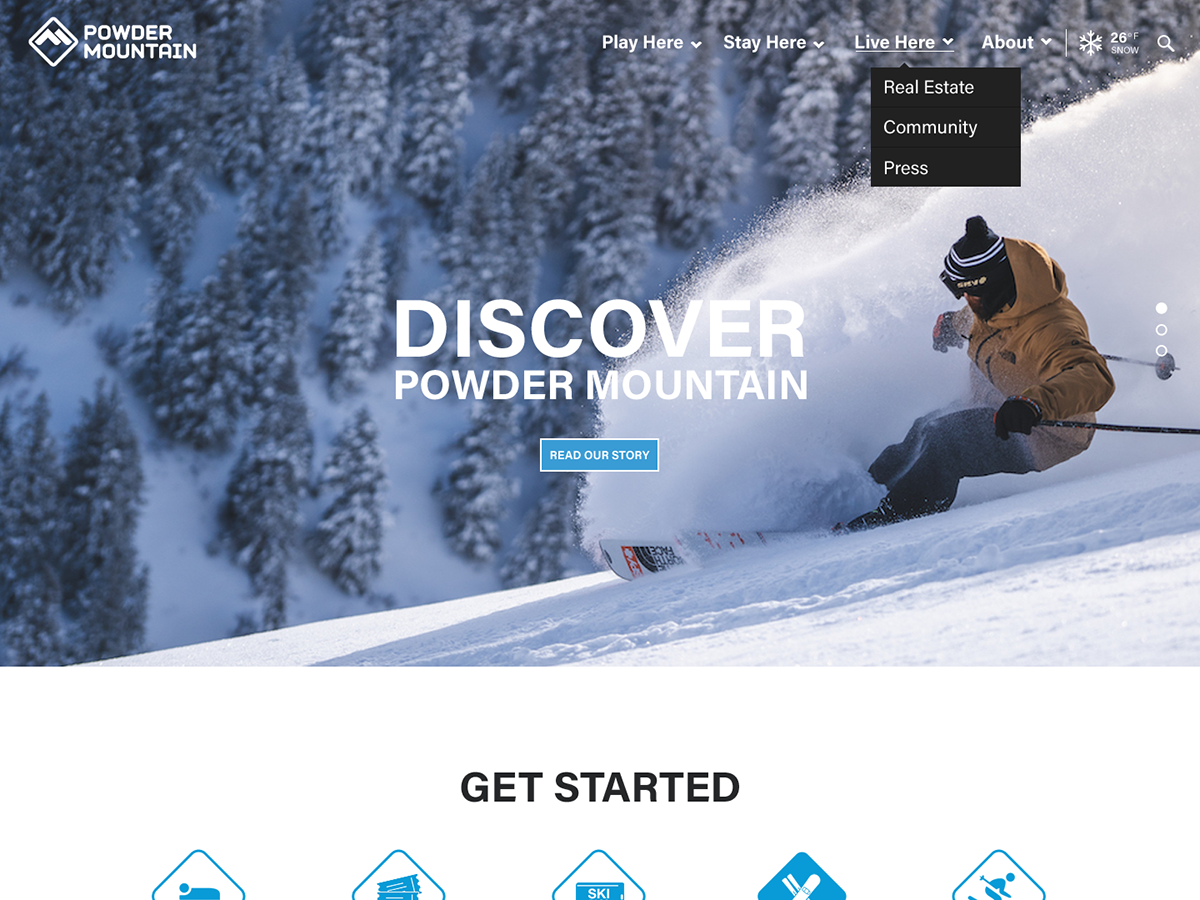 POWDER
MOUNTAIN
Play Here
Stay Here
Live Here
About
26°F
SNOW
Real Estate
Community
Press
DISCOVER
POWDER MOUNTAIN
READ OUR STORY
GET STARTED
SKI